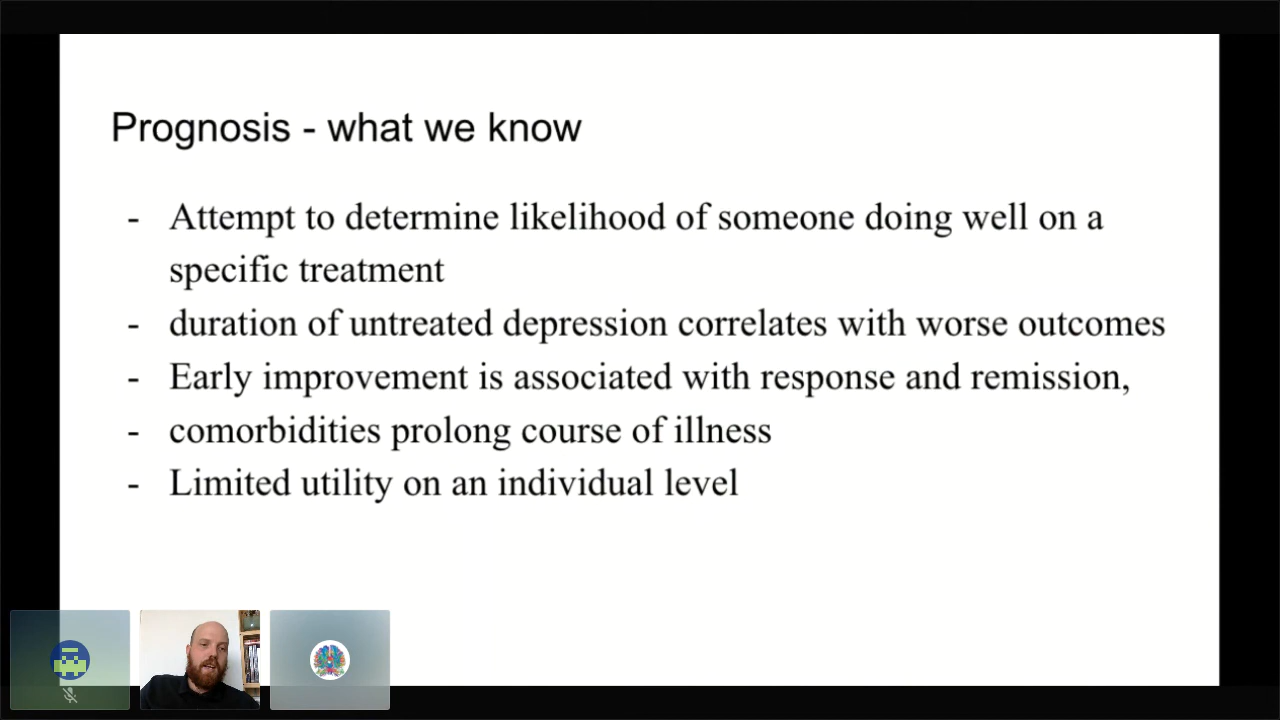 Prognosis - what we know
- Attempt to determine likelihood of someone doing well on a
specific treatment
- duration of untreated depression correlates with worse outcomes
- Early improvement is associated with response and remission,
- comorbidities prolong course of illness
- Limited utility on an individual level